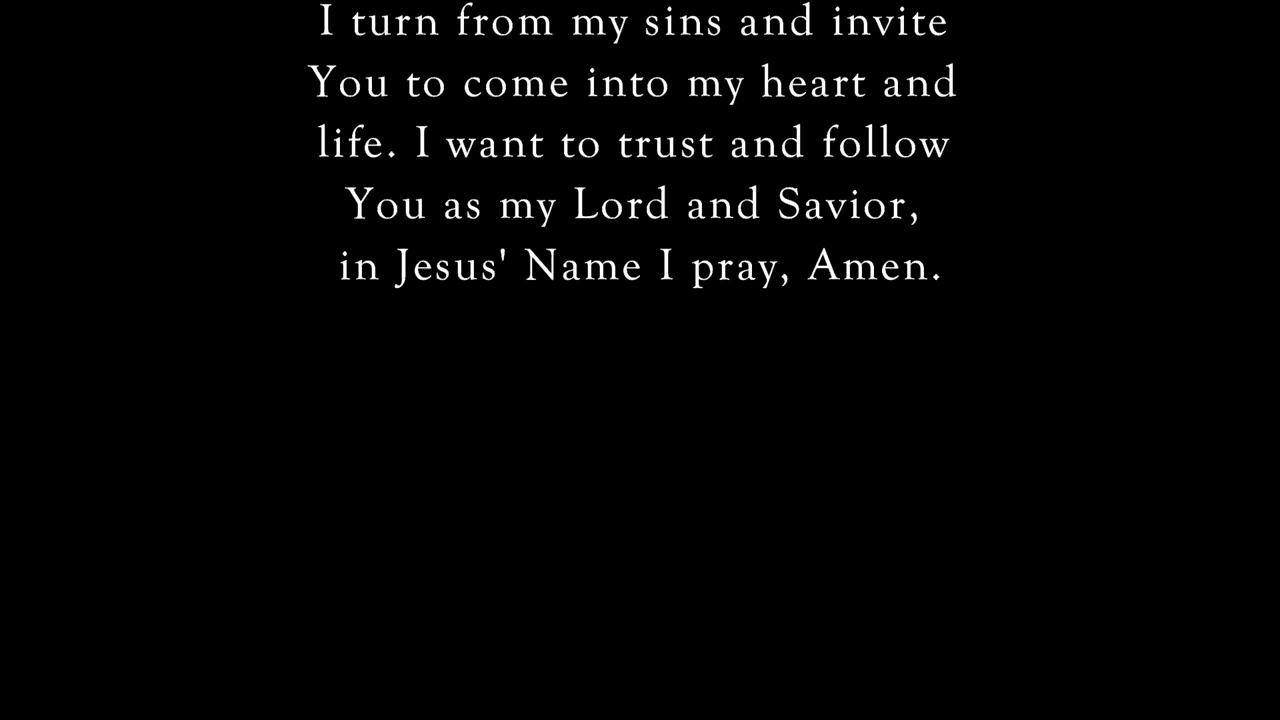 I turn from my sins and invite
You to come into my heart and
life. I want to trust and follow
You as my Lord and Savior,
in Jesus' Name I pray, Amen.